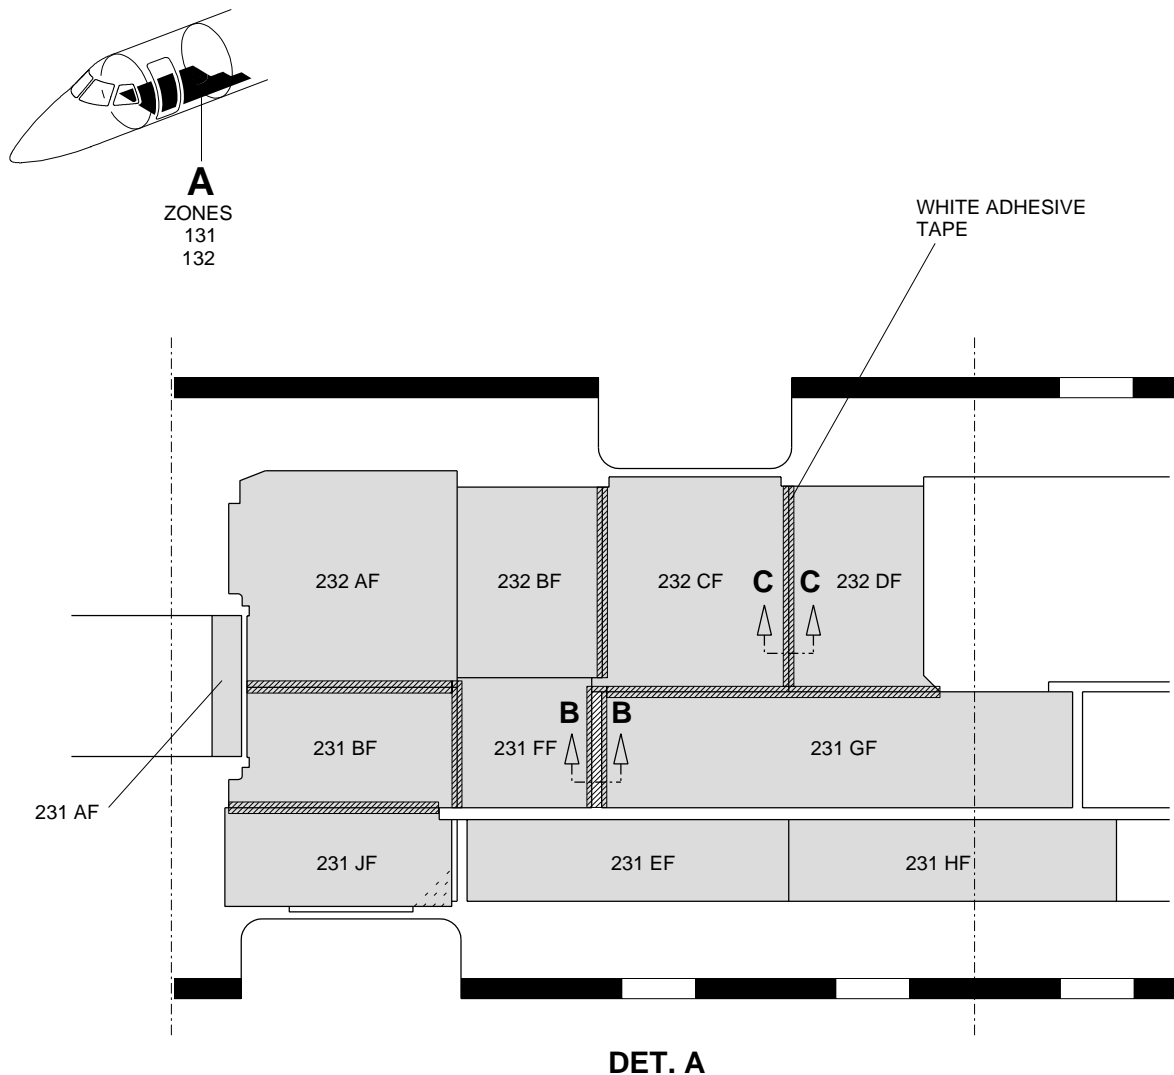 A
ZONES
131
132
WHITE ADHESIVE
TAPE
232 AF
232 BF
232 CF
C
C
232 DF
231 BF
231 FF
B
B
231 GF
231 AF
231 JF
231 EF
231 HF
DET. A